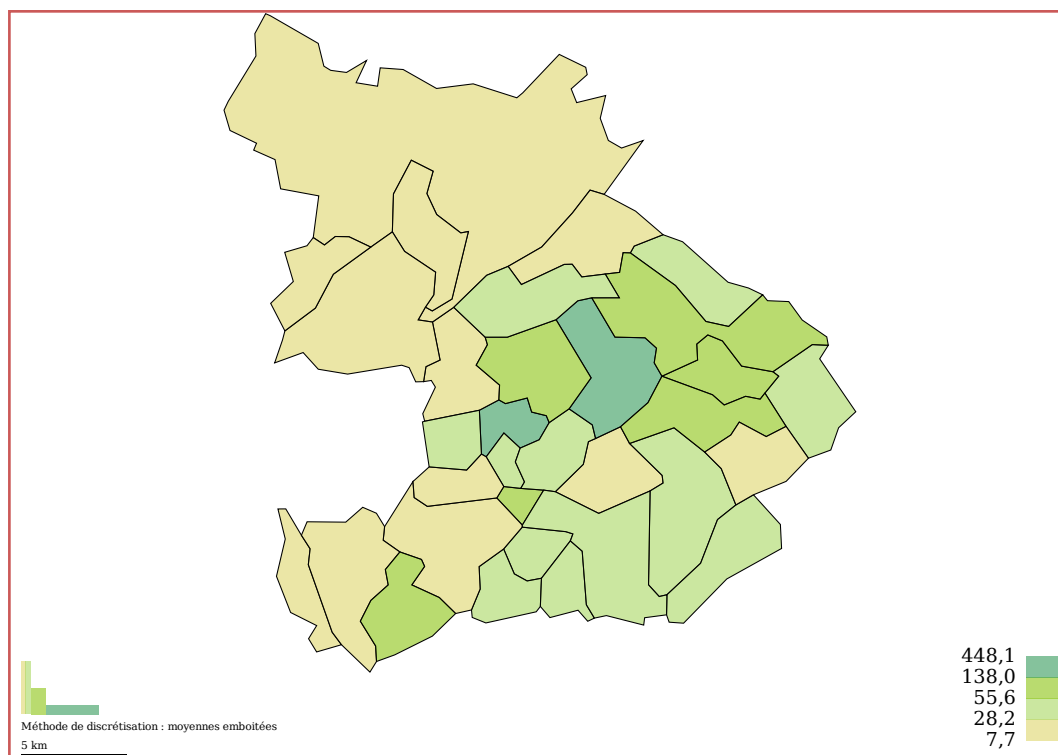 448,1
138,0
55,6
28,2
7,7
Méthode de discrétisation : moyennes emboitées
5 km